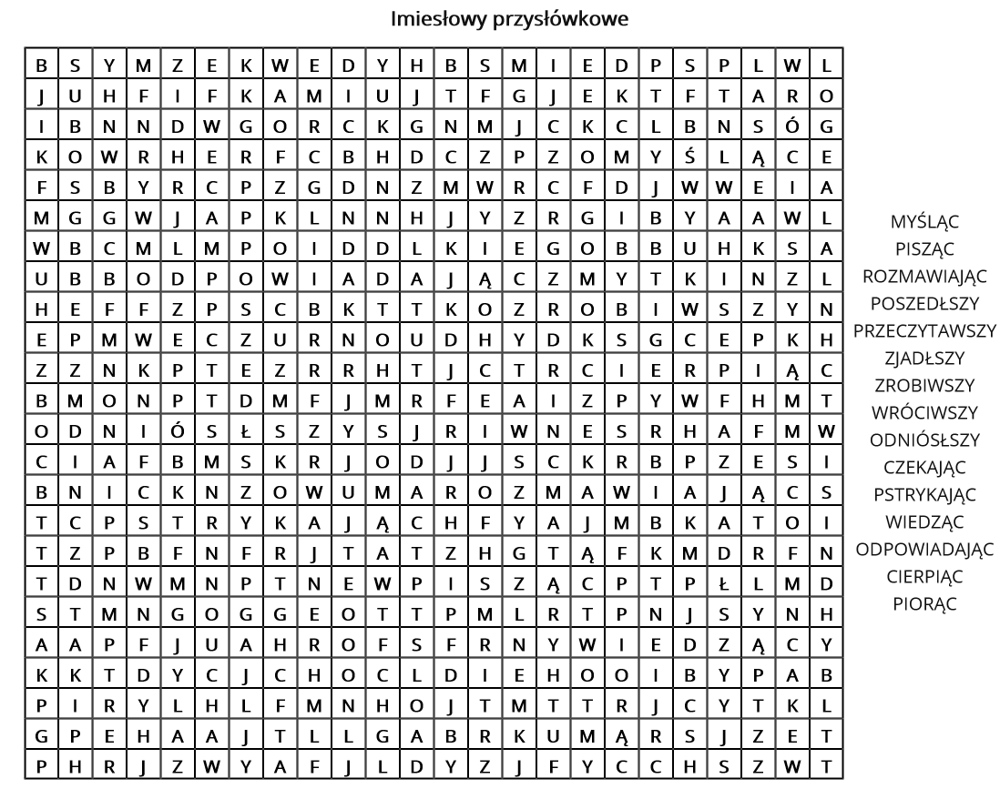 Imiesłowy przysłówkowe
B S Y M Z E K W E D Y H B S M I E D P S P L W L
J U H F I F K A M I U J T F G J E K T F T A R O
I B N N D W G O R C K G N M J C K C L B N S Ó G
K O W R H E R F C B H D C Z P Z O M Y Ś L Ą C E
F S B Y R C P Z G D N Z M W R C F D J W W E I A
M G G W J A P K L N N H J Y Z R G I B Y A A W L
W B C M L M P O I D D L K I E G O B B U H K S A
U B B O D P O W I A D A J Ą C Z M Y T K I N Z L
H E F F Z P S C B K T T K O Z R O B I W S Z Y N
E P M W E C Z U R N O U D H Y D K S G C E P K H
Z Z N K P T E Z R R H T J C T R C I E R P I Ą C
B M O N P T D M F J M R F E A I Z P Y W F H M T
O D N I Ó S Ł S Z Y S J R I W N E S R H A F M W
C I A F B M S K R J O D J J S C K R B P Z E S I
B N I C K N Z O W U M A R O Z M A W I A J Ą C S
T C P S T R Y K A J Ą C H F Y A J M B K A T O I
T Z P B F N F R J T A T Z H G T Ą F K M D R F N
T D N W M N P T N E W P I S Z Ą C P T P Ł L M D
S T M N G O G G E O T T P M L R T P N J S Y N H
A A P F J U A H R O F S F R N Y W I E D Z Ą C Y
K K T D Y C J C H O C L D I E H O O I B Y P A B
P I R Y L H L F M N H O J T M T T R J C Y T K L
G P E H A A J T L L G A B R K U M Ą R S J Z E T
P H R J Z W Y A F J L D Y Z J F Y C C H S Z W T
MYŚLĄC
PISZĄC
ROZMAWIAJĄC
POSZEDŁSZY
PRZECZYTAWSZY
ZJADŁSZY
ZROBIWSZY
WRÓCIWSZY
ODNIÓSŁSZY
CZEKAJĄC
PSTRYKAJĄC
WIEDZĄC
ODPOWIADAJĄC
CIERPIĄC
PIORĄC